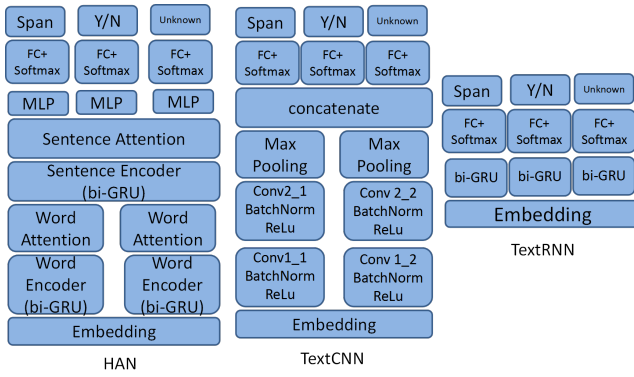 Span Y/N Unknown
FC+ FC+ FC+
Softmax Softmax Softmax
MLP MLP MLP
Sentence Attention
Sentence Encoder
(bi-GRU)
Word Word
Attention Attention
Word Word
Encoder Encoder
(bi-GRU) (bi-GRU)
Embedding
HAN
Span Y/N Unknown
FC+ FC+ FC+
Softmax Softmax Softmax
concatenate
Max Max
Pooling Pooling
Conv2_1 Conv 2_2
BatchNorm BatchNorm
ReLu ReLu
Conv1_1 Conv 1_2
BatchNorm BatchNorm
ReLu ReLu
Embedding
TextCNN
Span Y/N Unknown
FC+ FC+ FC+
Softmax Softmax Softmax
bi-GRU bi-GRU bi-GRU
Embedding
TextRNN